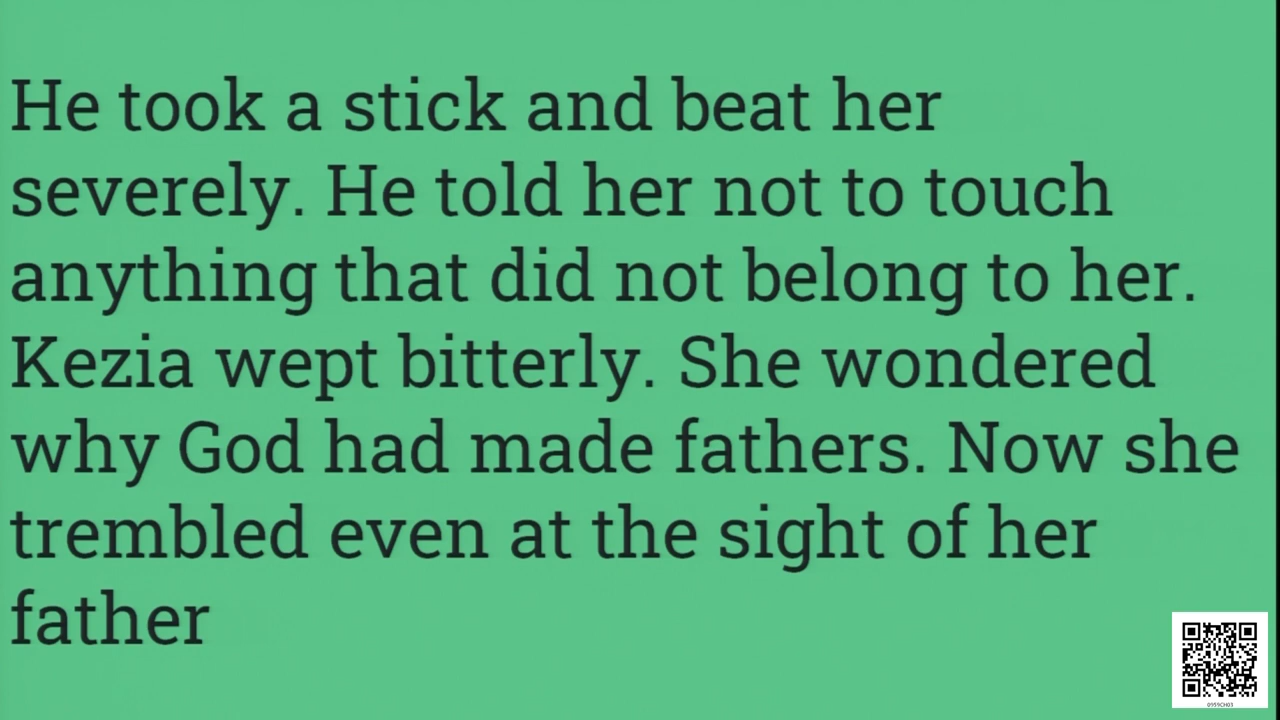 He took a stick and beat her
severely. He told her not to touch
anything that did not belong to her.
Kezia wept bitterly. She wondered
why God had made fathers. Now she
trembled even at the sight of her
father
0959CH03